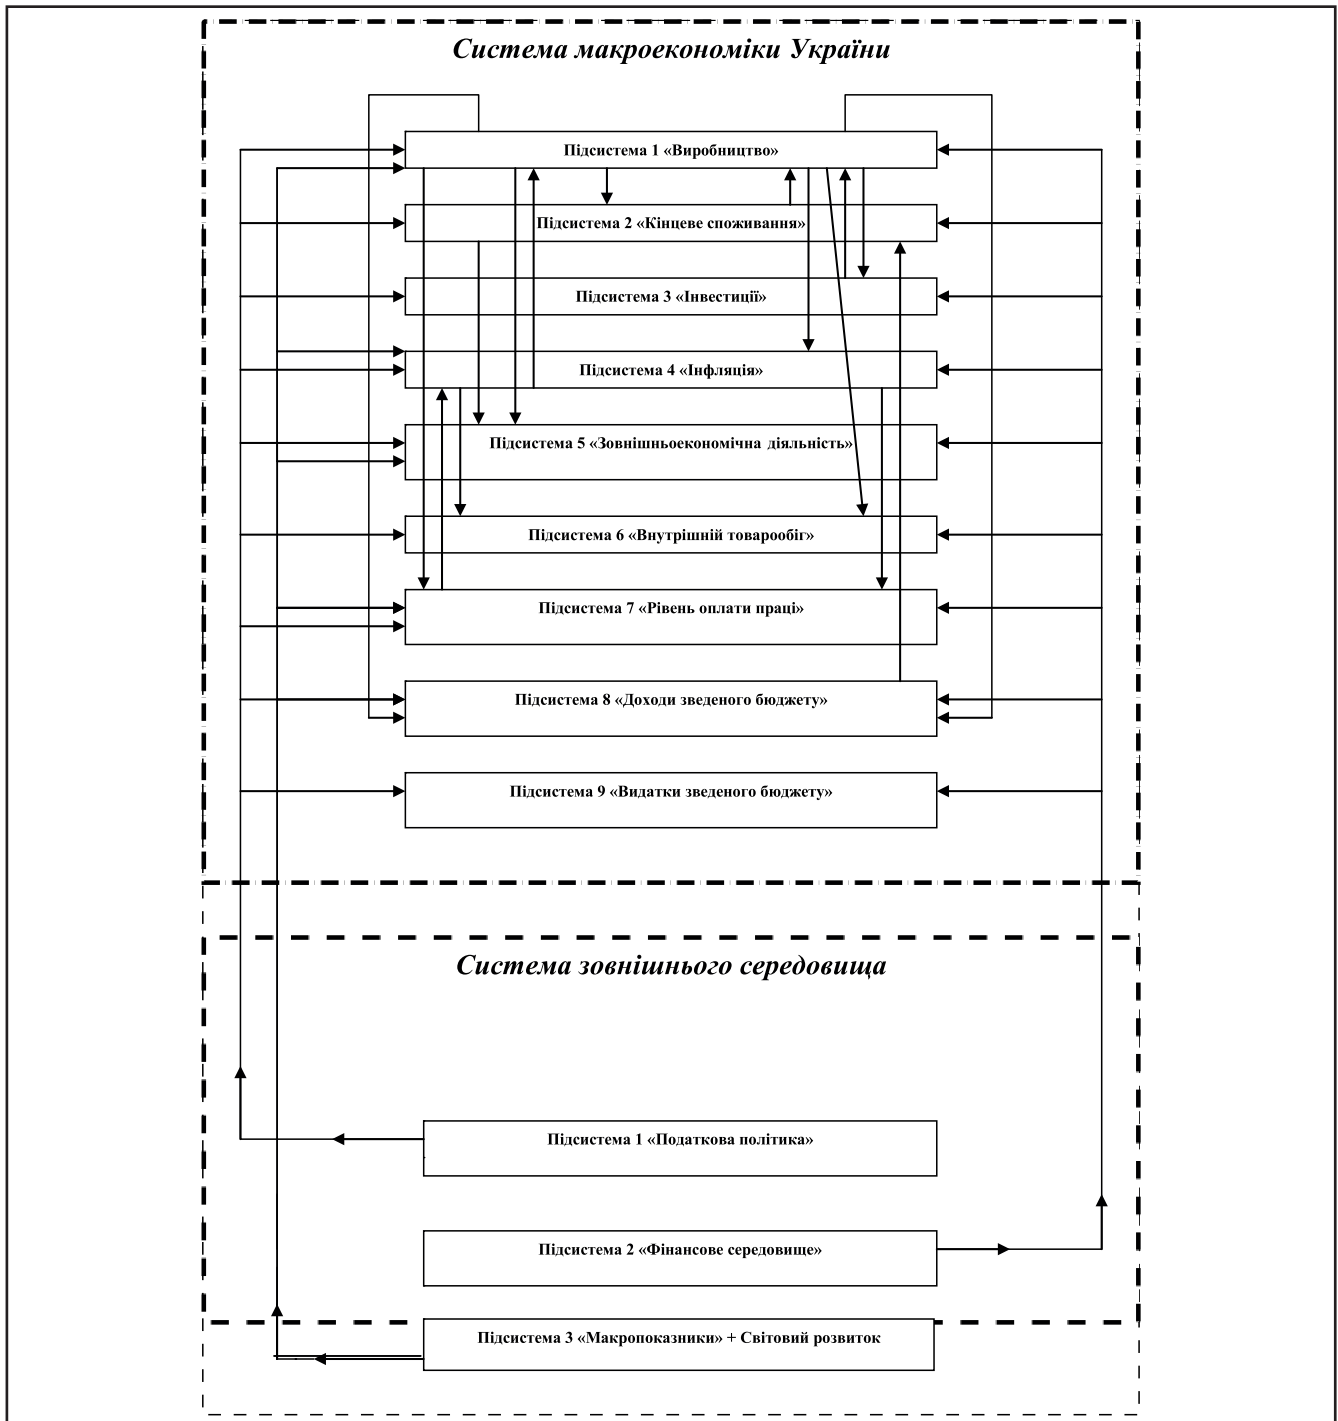 Система макроекономіки України
Підсистема 1 «Виробництво»
Підсистема 2 «Кінцеве споживання»
Підсистема 3 «Інвестиції»
Підсистема 4 «Інфляція»
Підсистема 5 «Зовнішньоекономічна діяльність»
Підсистема 6 «Внутрішній товарообіг»
Підсистема 7 «Рівень оплати праці»
Підсистема 8 «Доходи зведеного бюджету»
Підсистема 9 «Видатки зведеного бюджету»
Система зовнішнього середовища
Підсистема 1 «Податкова політика»
Підсистема 2 «Фінансове середовище»
Підсистема 3 «Макропоказники» + Світовий розвиток